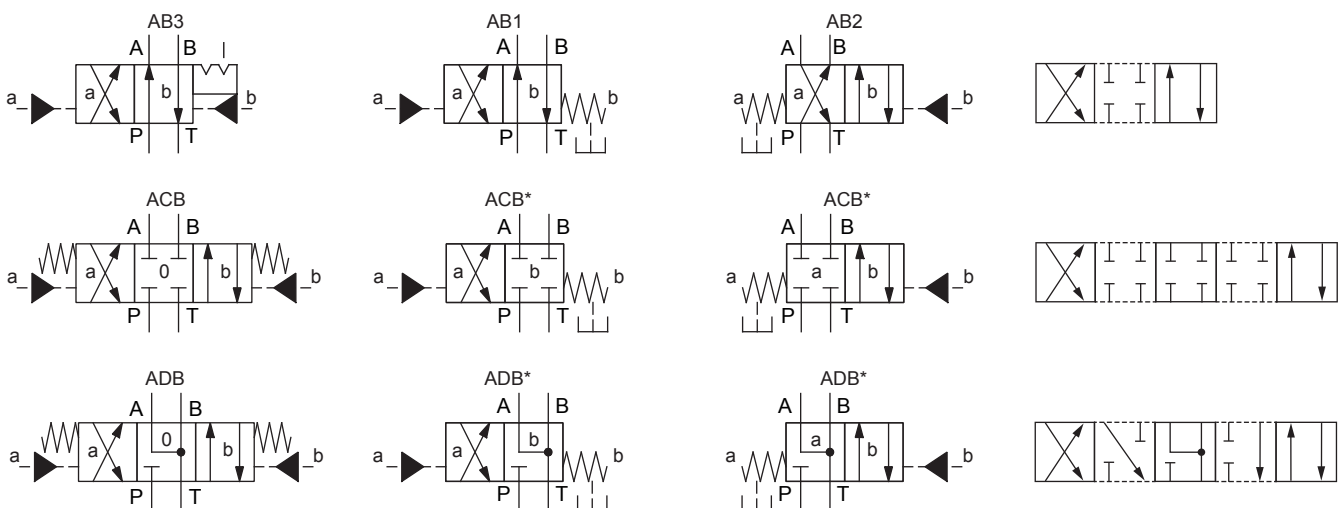 AB3 AB1 AB2
A B A B A B
a a b b a a b b a a b b
P T P T P T
ACB ACB* ACB*
A B A B A B
a a 0 b b a a b b a a b b
P T P T P T
ADB ADB* ADB*
A B A B A B
a a 0 b b a a b b a a b b
P T P T P T